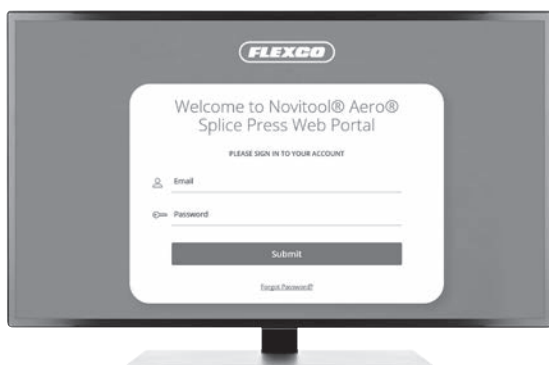 FLEXCO
Welcome to Novitool® Aero®
Splice Press Web Portal
PLEASE SIGN IN TO YOUR ACCOUNT
Email
Password
Submit
Forgot Password?